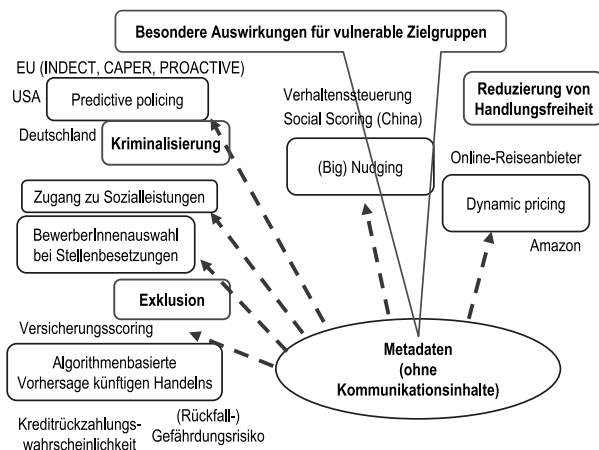 Besondere Auswirkungen für vulnerable Zielgruppen
EU (INDECT, CAPER, PROACTIVE)
USA
Predictive policing
Deutschland
Kriminalisierung
Verhaltenssteuerung
Social Scoring (China)
(Big) Nudging
Reduzierung von
Handlungsfreiheit
Online-Reiseanbieter
Dynamic pricing
Amazon
Zugang zu Sozialleistungen
BewerberInnenauswahl
bei Stellenbesetzungen
Exklusion
Versicherungsscoring
Algorithmenbasierte
Vorhersage künftigen Handelns
Kreditrückzahlungs-
wahrscheinlichkeit
(Rückfall-)
Gefährdungsrisiko
Metadaten
(ohne
Kommunikationsinhalte)